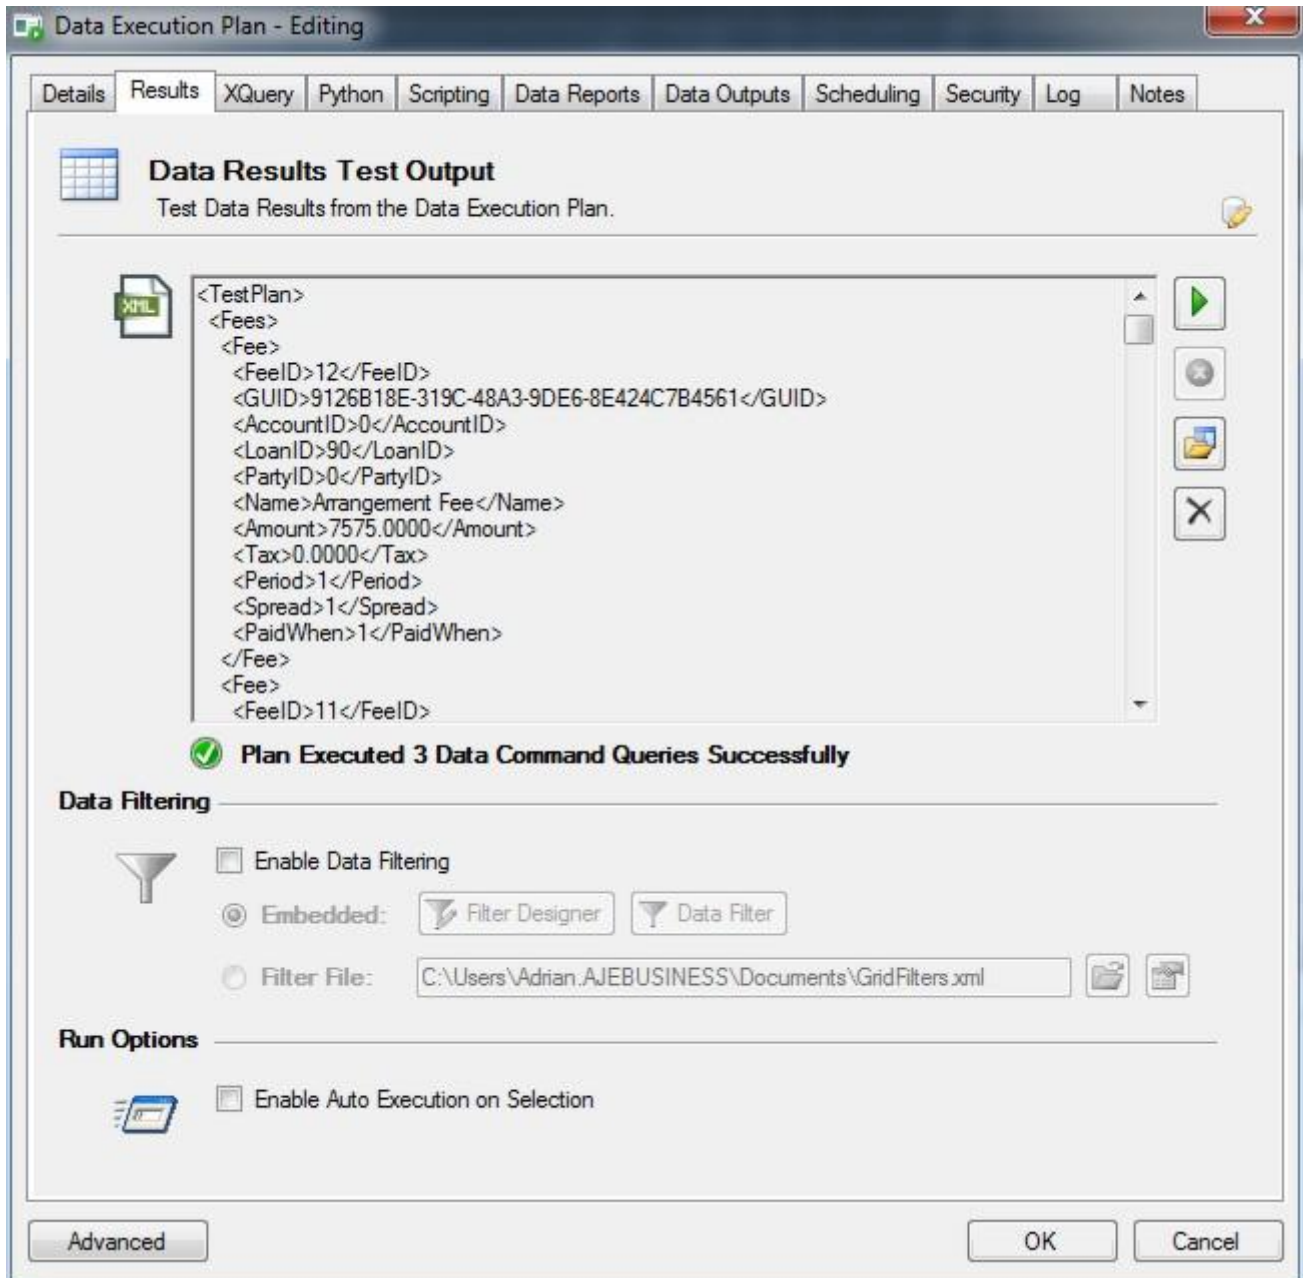 Data Execution Plan - Editing
Details Results XQuery Python Scripting Data Reports Data Outputs Scheduling Security Log Notes
Data Results Test Output
Test Data Results from the Data Execution Plan.
XML
<TestPlan>
<Fees>
<Fee>
<FeeID>12</FeeID>
<GUID>9126B18E-319C-48A3-9DE6-8E424C7B4561</GUID>
<AccountID>0</AccountID>
<LoanID>90</LoanID>
<PartyID>0</PartyID>
<Name>Arrangement Fee</Name>
<Amount>7575.0000</Amount>
<Tax>0.0000</Tax>
<Period>1</Period>
<Spread>1</Spread>
<PaidWhen>1</PaidWhen>
</Fee>
<Fee>
<FeeID>11</FeeID>
Plan Executed 3 Data Command Queries Successfully
Data Filtering
Enable Data Filtering
Embedded: Filter Designer Data Filter
Filter File: C:\Users\Adrian.AJEBUSINESS\Documents\GridFilters.xml
Run Options
Enable Auto Execution on Selection
Advanced OK Cancel